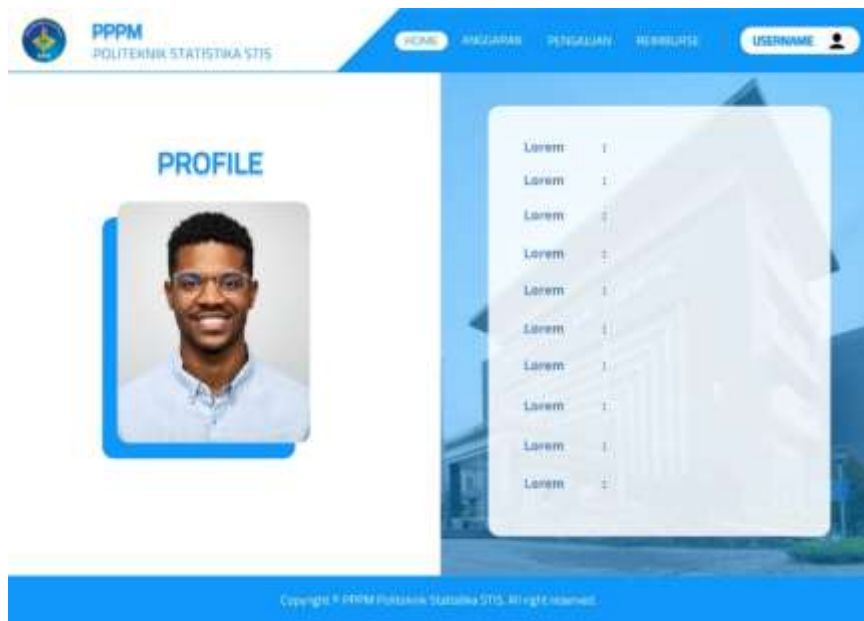 PPPM
POLITEKNIK STATISTIKA STIS
HOME ANGGARAN PENGAJUAN REIMBURSE USERNAME
PROFILE
Lorem :
Lorem :
Lorem :
Lorem :
Lorem :
Lorem :
Lorem :
Lorem :
Lorem :
Lorem :
Copyright © PPPM Politeknik Statistika STIS. All right reserved.